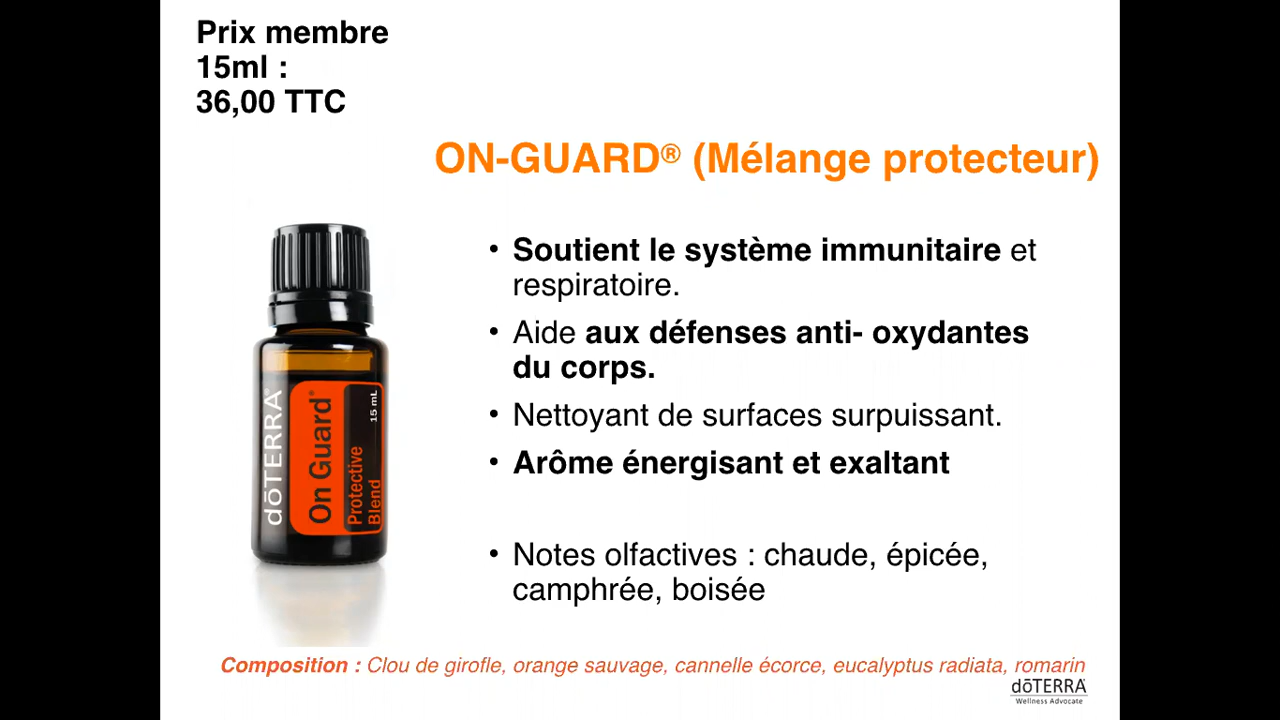 Prix membre
15ml :
36,00 TTC
ON-GUARD® (Mélange protecteur)
• Soutient le système immunitaire et
respiratoire.
• Aide aux défenses anti- oxydantes
du corps.
• Nettoyant de surfaces surpuissant.
• Arôme énergisant et exaltant
• Notes olfactives : chaude, épicée,
camphrée, boisée
dōTERRA®
On Guard®
Protective
Blend
15 mL
Composition : Clou de girofle, orange sauvage, cannelle écorce, eucalyptus radiata, romarin
dōTERRA
Wellness Advocate